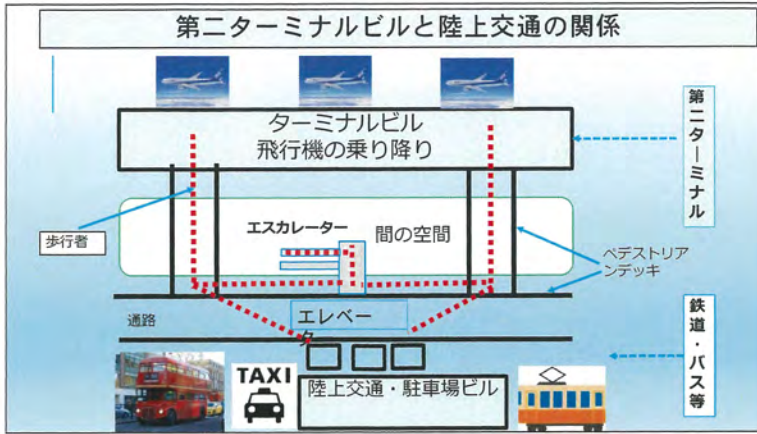 第二ターミナルビルと陸上交通の関係
ターミナルビル
飛行機の乗り降り
第二ターミナル
歩行者
エスカレーター
間の空間
ペデストリア
ンデッキ
通路
エレベー
タ
鉄道・バス等
TAXI
陸上交通・駐車場ビル